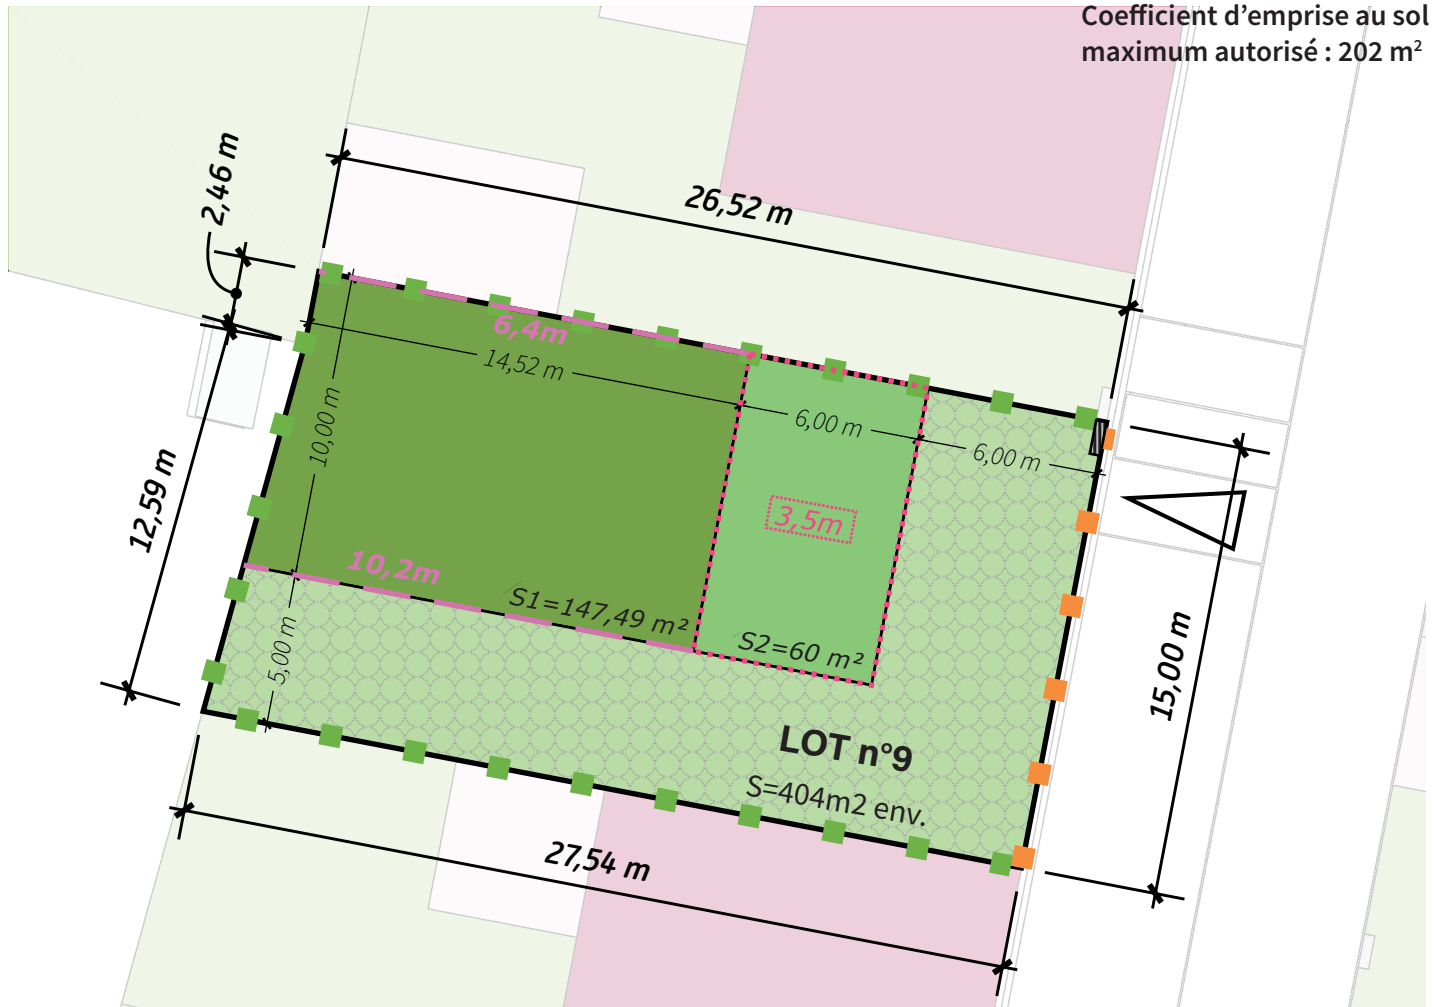 Coefficient d’emprise au sol
maximum autorisé : 202 m²
2,46 m
26,52 m
6,4m
14,52 m
6,00 m
6,00 m
10,00 m
3,5m
12,59 m
10,2m
S1=147,49 m²
S2=60 m²
5,00 m
15,00 m
LOT n°9
S=404m2 env.
27,54 m